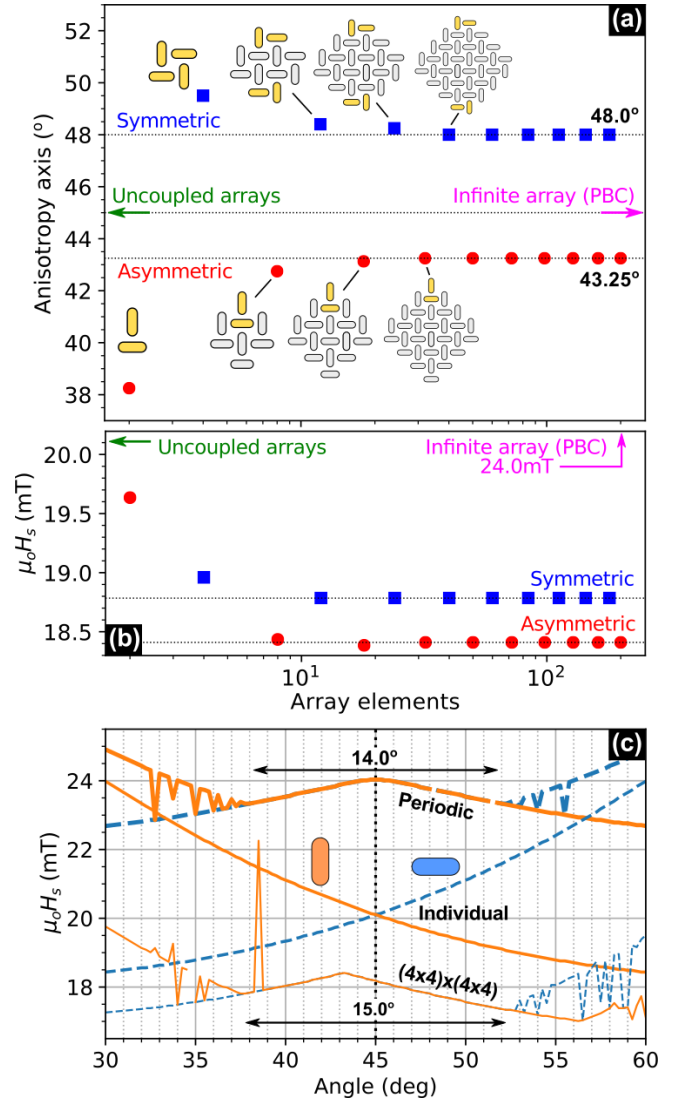 (a)
52
50
48
46
44
42
40
38
Anisotropy axis (°)
Symmetric
48.0°
Uncoupled arrays
Infinite array (PBC)
Asymmetric
43.25°
Uncoupled arrays
Infinite array (PBC)
24.0mT
20.0
19.5
19.0
18.5
μₒHₛ (mT)
Symmetric
Asymmetric
(b)
10¹
10²
Array elements
(c)
24
22
20
18
μₒHₛ (mT)
14.0°
Periodic
Individual
(4x4)x(4x4)
15.0°
30
35
40
45
50
55
60
Angle (deg)